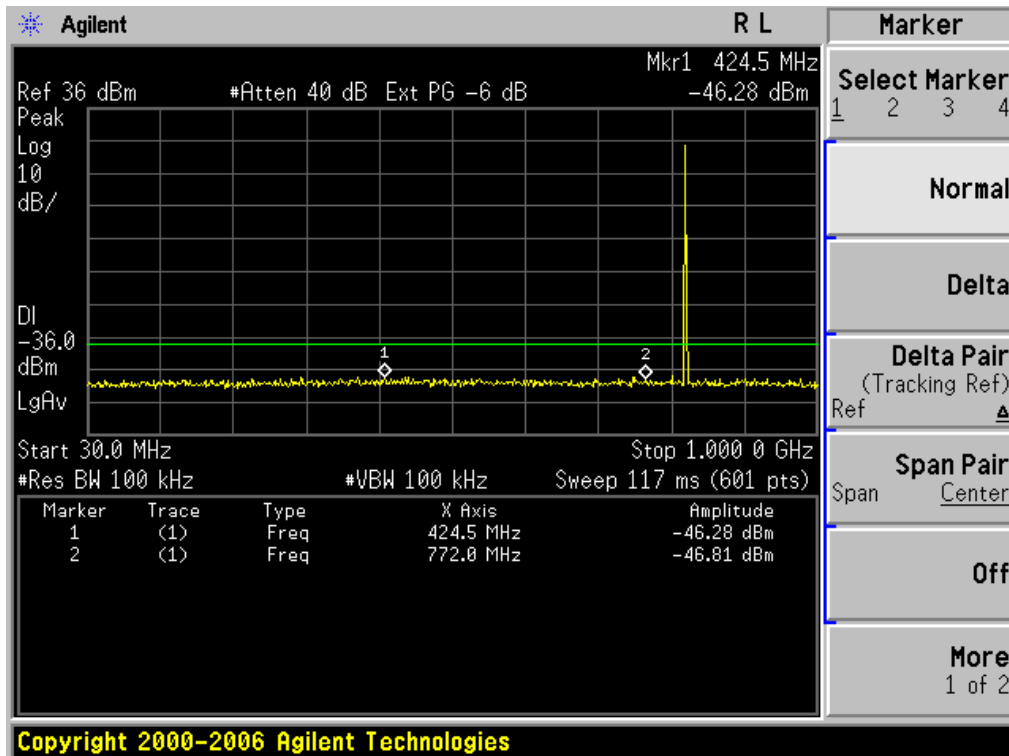 Agilent
R L
Marker
Mkr1 424.5 MHz
Ref 36 dBm #Atten 40 dB Ext PG -6 dB -46.28 dBm
Peak
Log
10
dB/
DI
-36.0
dBm
LgAv
1
2
Start 30.0 MHz Stop 1.000 0 GHz
#Res BW 100 kHz #VBW 100 kHz Sweep 117 ms (601 pts)
Marker Trace Type X Axis Amplitude
1 (1) Freq 424.5 MHz -46.28 dBm
2 (1) Freq 772.0 MHz -46.81 dBm
Select Marker
1 2 3 4
Normal
Delta
Delta Pair
(Tracking Ref)
Ref Δ
Span Pair
Span Center
Off
More
1 of 2
Copyright 2000-2006 Agilent Technologies